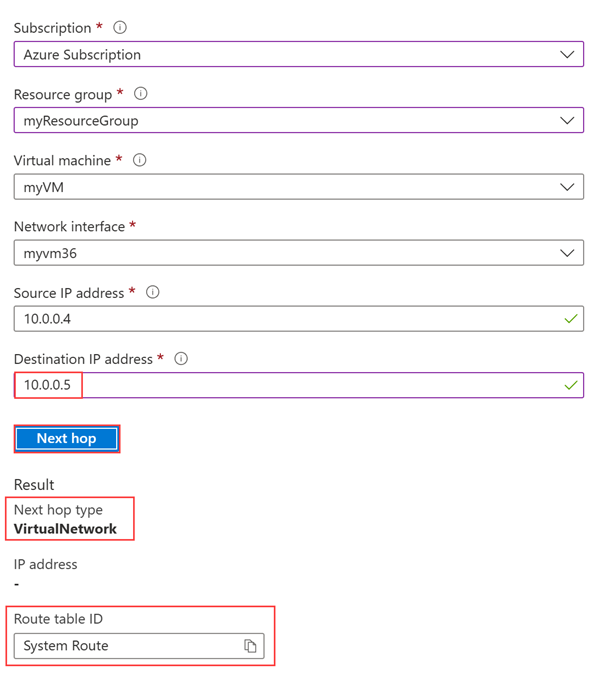 Subscription *
Azure Subscription
Resource group *
myResourceGroup
Virtual machine *
myVM
Network interface *
myvm36
Source IP address *
10.0.0.4
Destination IP address *
10.0.0.5
Next hop
Result
Next hop type
VirtualNetwork
IP address
-
Route table ID
System Route